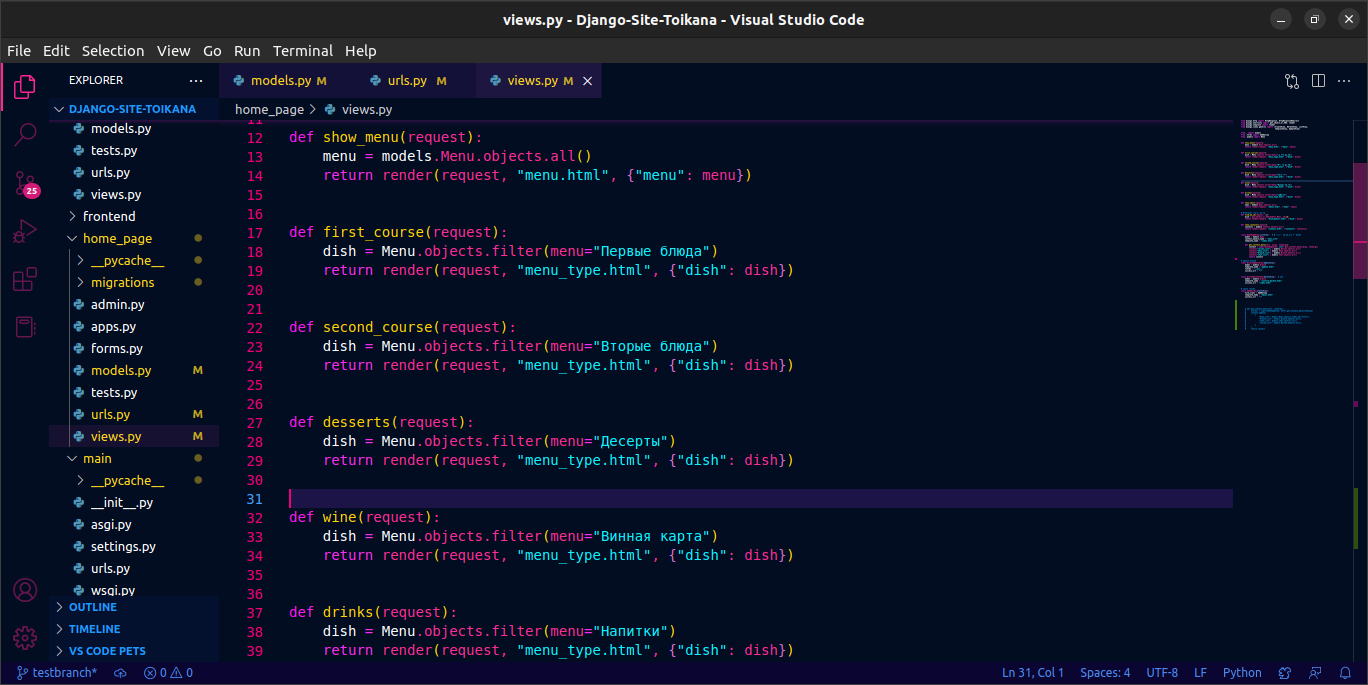 views.py - Django-Site-Toikana - Visual Studio Code
File Edit Selection View Go Run Terminal Help
EXPLORER
DJANGO-SITE-TOIKANA
models.py
tests.py
urls.py
views.py
frontend
home_page
__pycache__
migrations
admin.py
apps.py
forms.py
models.py M
tests.py
urls.py M
views.py M
main
__pycache__
__init__.py
asgi.py
settings.py
urls.py
wsgi.py
OUTLINE
TIMELINE
VS CODE PETS
25
models.py M urls.py M views.py M
home_page > views.py
11
12 def show_menu(request):
13 menu = models.Menu.objects.all()
14 return render(request, "menu.html", {"menu": menu})
15
16
17 def first_course(request):
18 dish = Menu.objects.filter(menu="Первые блюда")
19 return render(request, "menu_type.html", {"dish": dish})
20
21
22 def second_course(request):
23 dish = Menu.objects.filter(menu="Вторые блюда")
24 return render(request, "menu_type.html", {"dish": dish})
25
26
27 def desserts(request):
28 dish = Menu.objects.filter(menu="Десерты")
29 return render(request, "menu_type.html", {"dish": dish})
30
31
32 def wine(request):
33 dish = Menu.objects.filter(menu="Винная карта")
34 return render(request, "menu_type.html", {"dish": dish})
35
36
37 def drinks(request):
38 dish = Menu.objects.filter(menu="Напитки")
39 return render(request, "menu_type.html", {"dish": dish})
testbranch* 0 0 Ln 31, Col 1 Spaces: 4 UTF-8 LF Python